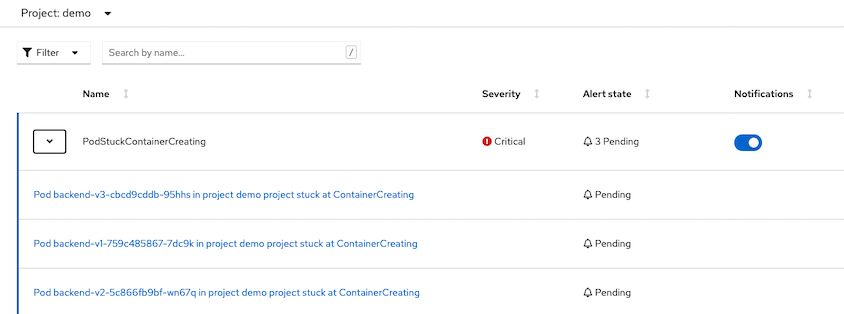 Project: demo
Filter
Search by name...
/
Name Severity Alert state Notifications
PodStuckContainerCreating Critical 3 Pending
Pod backend-v3-cbcd9cddb-95hhs in project demo project stuck at ContainerCreating Pending
Pod backend-v1-759c485867-7dc9k in project demo project stuck at ContainerCreating Pending
Pod backend-v2-5c866fb9bf-wn67q in project demo project stuck at ContainerCreating Pending